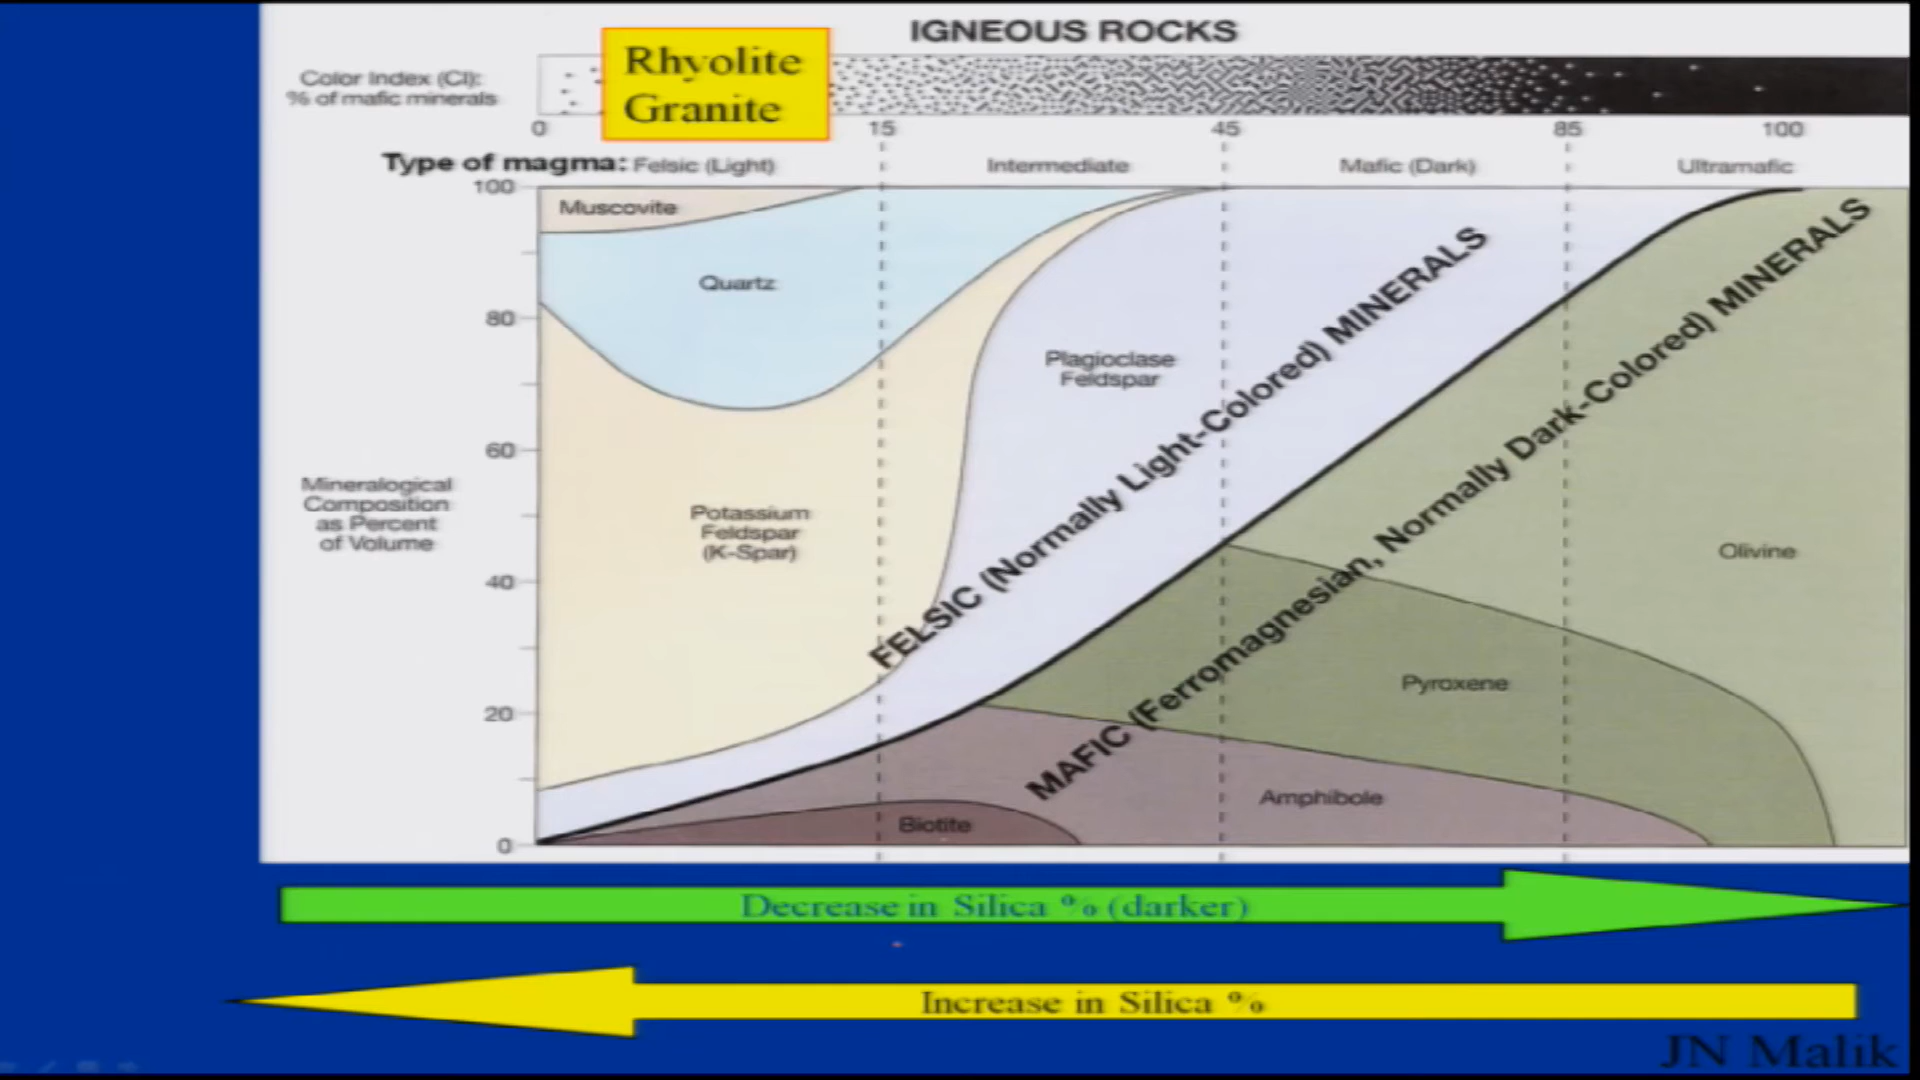 IGNEOUS ROCKS
Rhyolite
Granite
Color Index (CI):
% of mafic minerals
0 15 45 85 100
Type of magma: Felsic (Light) Intermediate Mafic (Dark) Ultramafic
100
Muscovite
Quartz
80
Plagioclase
Feldspar
60
Mineralogical
Composition
as Percent
of Volume
Potassium
Feldspar
(K-Spar)
FELSIC (Normally Light-Colored) MINERALS
MAFIC (Ferromagnesian, Normally Dark-Colored) MINERALS
Olivine
40
Pyroxene
20
Amphibole
Biotite
0
Decrease in Silica % (darker)
Increase in Silica %
JN Malik